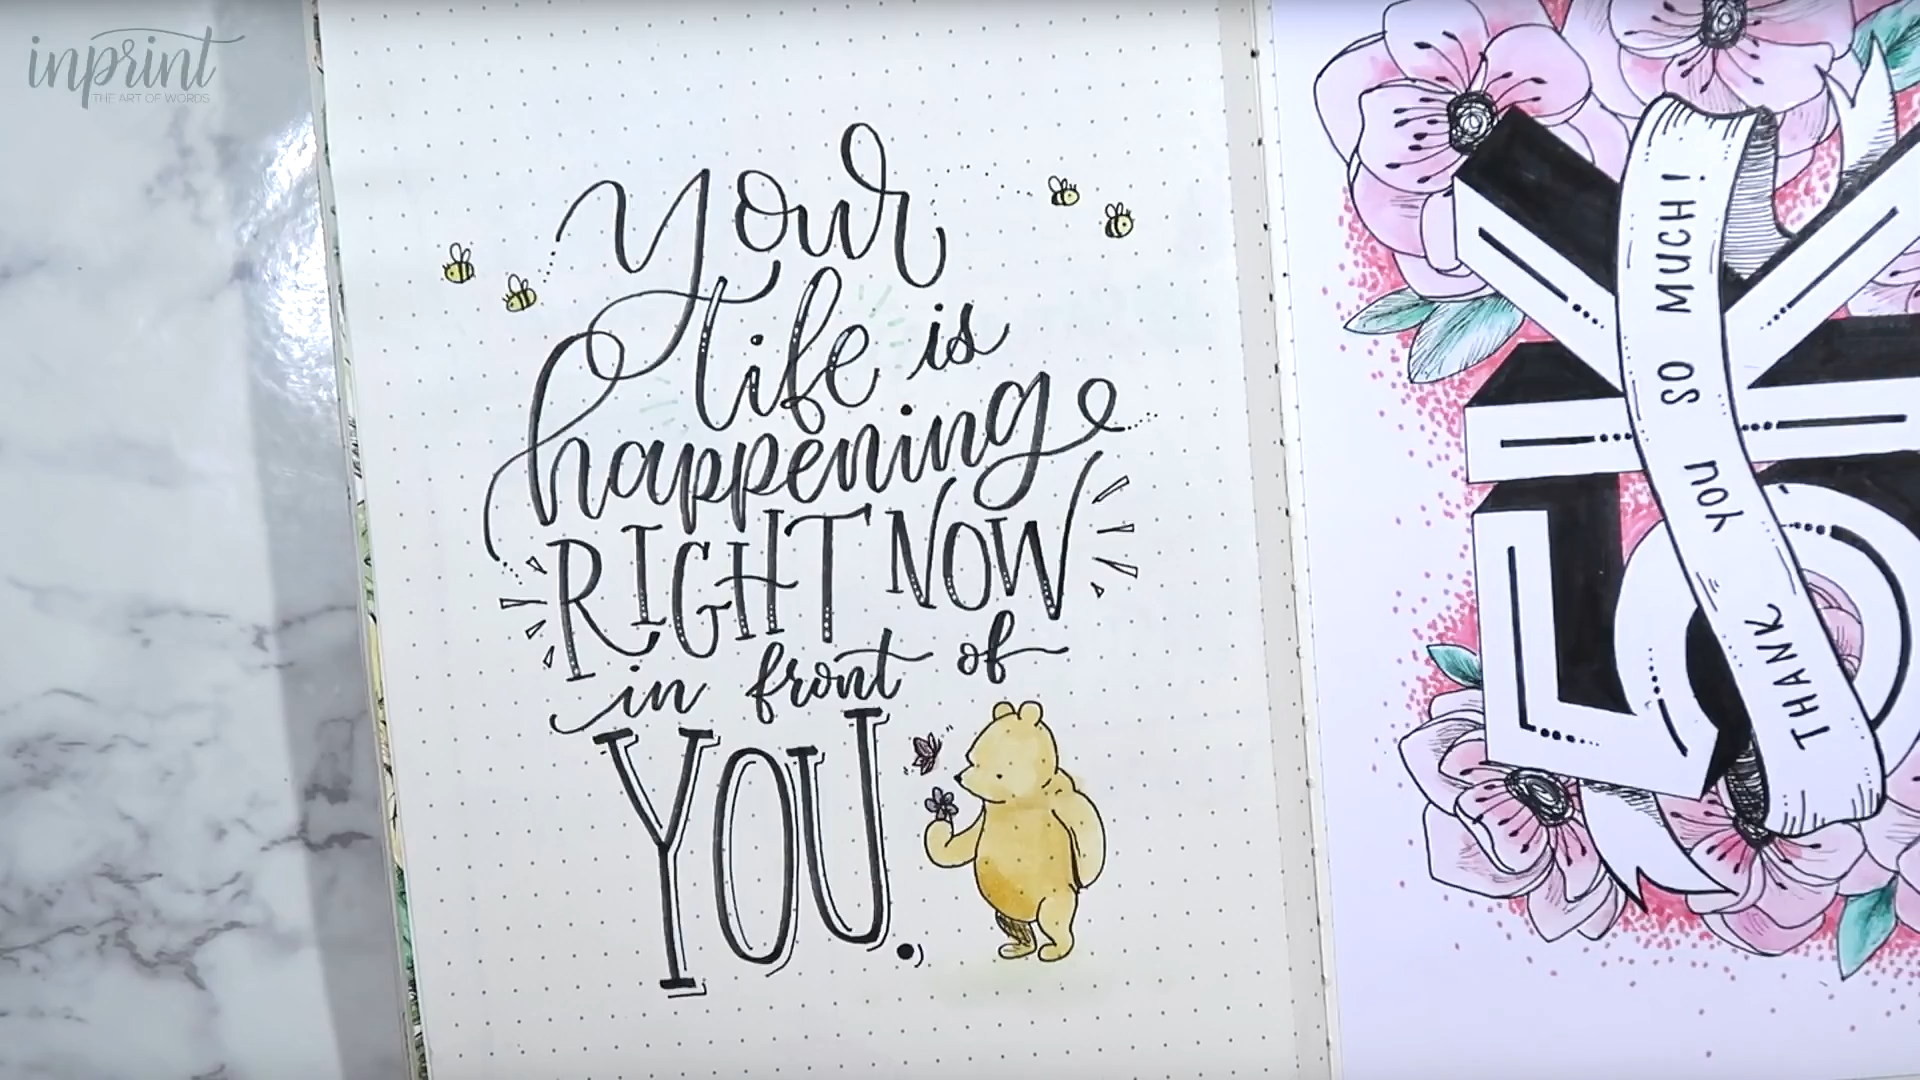 inprint
THE ART OF WORDS
Your
life is
happening
RIGHT NOW
in front of
YOU.
THANK YOU SO MUCH!
5K